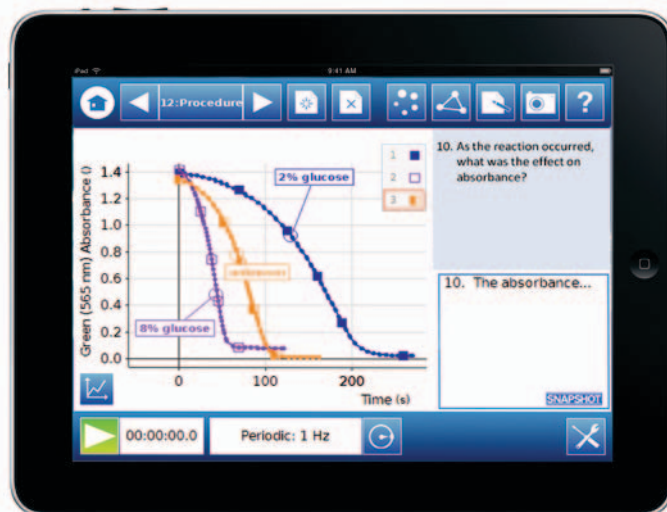 iPad
9:41 AM
12:Procedure
?
10. As the reaction occurred,
what was the effect on
absorbance?
1
2
3
2% glucose
8% glucose
Green (565 nm) Absorbance ()
1.4
1.2
1.0
0.8
0.6
0.4
0.2
0.0
0
100
200
Time (s)
10. The absorbance...
SNAPSHOT
00:00:00.0
Periodic: 1 Hz